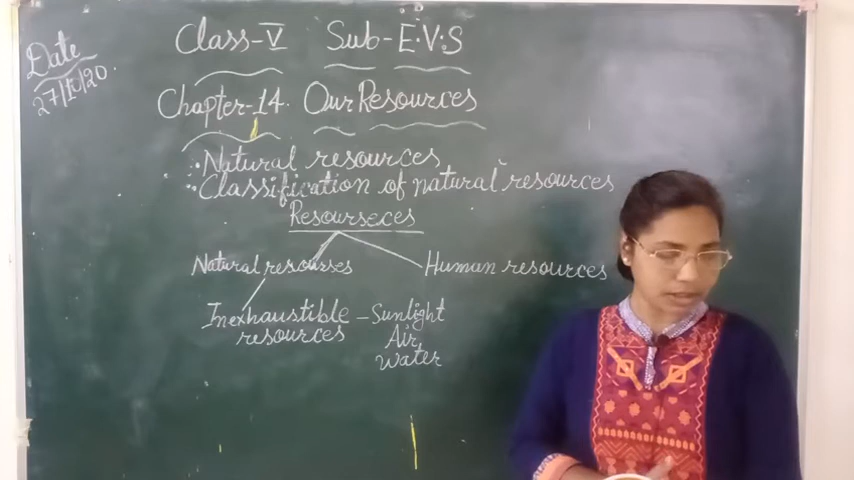 Date
27/10/20.
Class-V Sub-E.V.S
Chapter-14. Our Resources
Natural resources
Classification of natural resources
Resourseces
Natural resourses
Human resources
Inexhaustible
resources
- Sunlight
Air,
Water